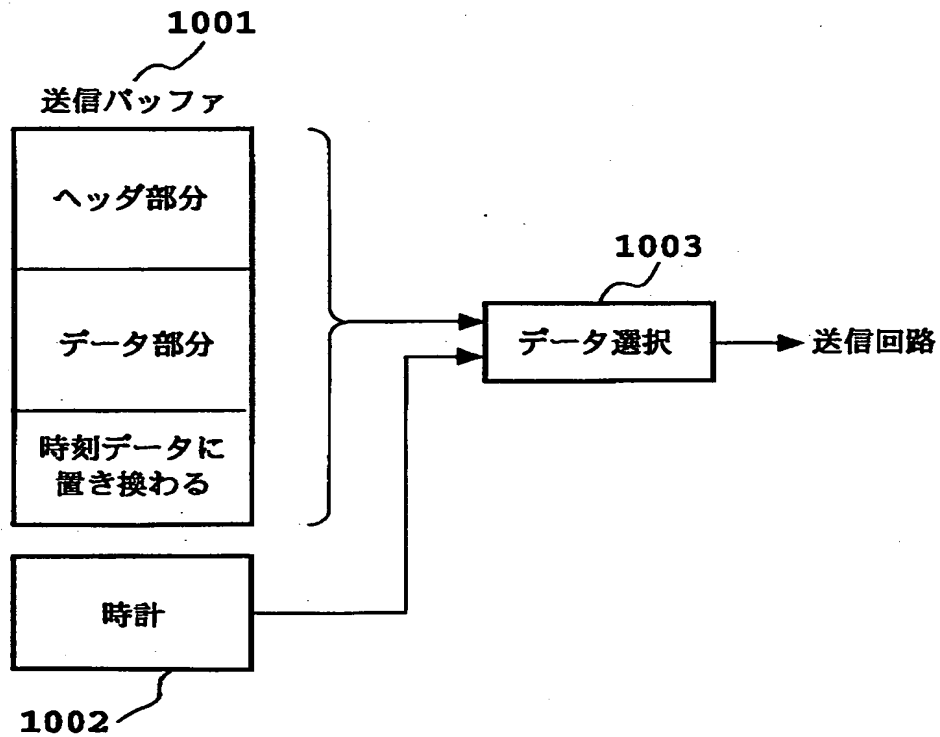 1001
送信バッファ
ヘッダ部分
データ部分
時刻データに
置き換わる
時計
1002
1003
データ選択
送信回路